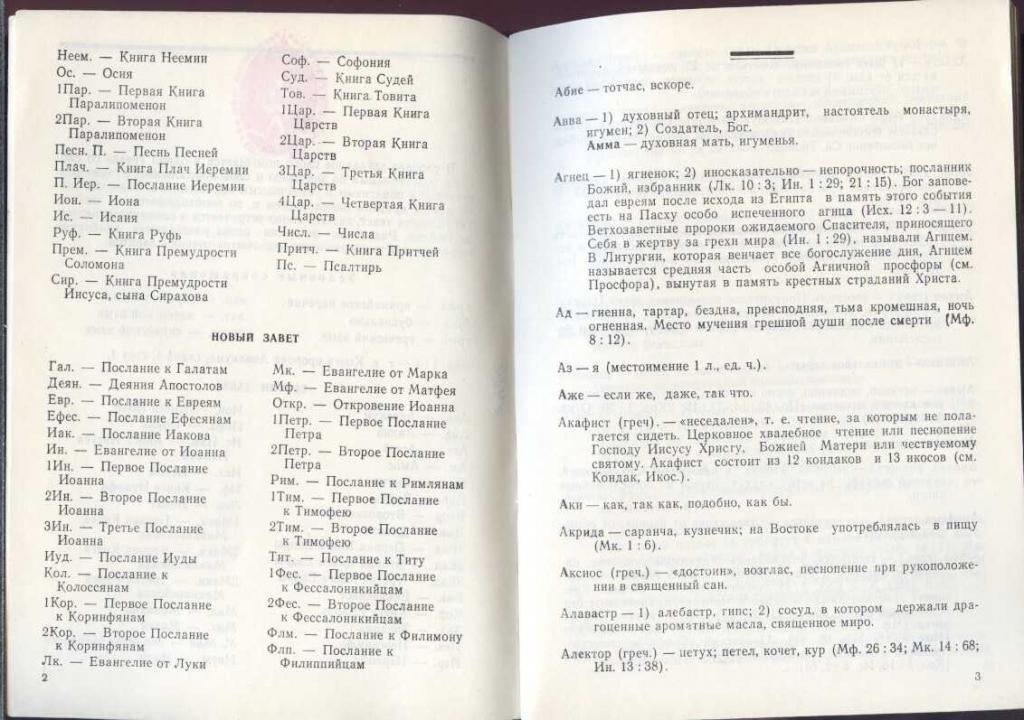 Неем. — Книга Неемии
Ос. — Осия
1Пар. — Первая Книга
Паралипоменон
2Пар. — Вторая Книга
Паралипоменон
Песн. П. — Песнь Песней
Плач. — Книга Плач Иеремии
П. Иер. — Послание Иеремии
Ион. — Иона
Ис. — Исаия
Руф. — Книга Руфь
Прем. — Книга Премудрости
Соломона
Сир. — Книга Премудрости
Иисуса, сына Сирахова
Соф. — Софония
Суд. — Книга Судей
Тов. — Книга Товита
1Цар. — Первая Книга
Царств
2Цар. — Вторая Книга
Царств
3Цар. — Третья Книга
Царств
4Цар. — Четвертая Книга
Царств
Числ. — Числа
Притч. — Книга Притчей
Пс. — Псалтирь
НОВЫЙ ЗАВЕТ
Гал. — Послание к Галатам
Деян. — Деяния Апостолов
Евр. — Послание к Евреям
Ефес. — Послание Ефесянам
Иак. — Послание Иакова
Ин. — Евангелие от Иоанна
1Ин. — Первое Послание
Иоанна
2Ин. — Второе Послание
Иоанна
3Ин. — Третье Послание
Иоанна
Иуд. — Послание Иуды
Кол. — Послание к
Колоссянам
1Кор. — Первое Послание
к Коринфянам
2Кор. — Второе Послание
к Коринфянам
Лк. — Евангелие от Луки
Мк. — Евангелие от Марка
Мф. — Евангелие от Матфея
Откр. — Откровение Иоанна
1Петр. — Первое Послание
Петра
2Петр. — Второе Послание
Петра
Рим. — Послание к Римлянам
1Тим. — Первое Послание
к Тимофею
2Тим. — Второе Послание
к Тимофею
Тит. — Послание к Титу
1Фес. — Первое Послание
к Фессалоникийцам
2Фес. — Второе Послание
к Фессалоникийцам
Флм. — Послание к Филимону
Флп. — Послание к
Филиппийцам
2
Абие — тотчас, вскоре.
Авва — 1) духовный отец; архимандрит, настоятель монастыря,
игумен; 2) Создатель, Бог.
Амма — духовная мать, игуменья.
Агнец — 1) ягненок; 2) иносказательно — непорочность; посланник
Божий, избранник (Лк. 10 : 3; Ин. 1 : 29; 21 : 15). Бог запове-
дал евреям после исхода из Египта в память этого события
есть на Пасху особо испеченного агнца (Исх. 12 : 3 — 11).
Ветхозаветные пророки ожидаемого Спасителя, приносящего
Себя в жертву за грехи мира (Ин. 1 : 29), называли Агнцем.
В Литургии, которая венчает все богослужение дня, Агнцем
называется средняя часть особой Агничной просфоры (см.
Просфора), вынутая в память крестных страданий Христа.
Ад — гиенна, тартар, бездна, преисподняя, тьма кромешная, ночь
огненная. Место мучения грешной души после смерти (Мф.
8 : 12).
Аз — я (местоимение 1 л., ед. ч.).
Аже — если же, даже, так что.
Акафист (греч.). — «неседален», т. е. чтение, за которым не пола-
гается сидеть. Церковное хвалебное чтение или песнопение
Господу Иисусу Христу, Божией Матери или чествуемому
святому. Акафист состоит из 12 кондаков и 13 икосов (см.
Кондак, Икос.).
Аки — как, так как, подобно, как бы.
Акрида — саранча, кузнечик; на Востоке употреблялась в пищу
(Мк. 1 : 6).
Аксиос (греч.) — «достоин», возглас, песнопение при рукоположе-
нии в священный сан.
Алавастр — 1) алебастр, гипс; 2) сосуд, в котором держали дра-
гоценные ароматные масла, священное миро.
Алектор (греч.) — петух; петел, кочет, кур (Мф. 26 : 34; Мк. 14 : 68;
Ин. 13 : 38).
3